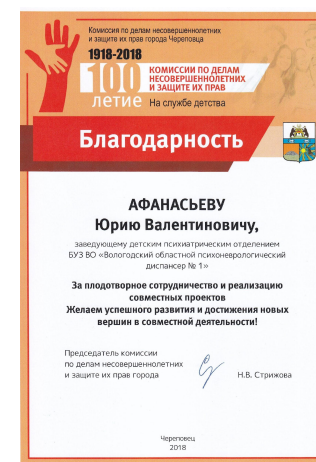 Комиссия по делам несовершеннолетних
и защите их прав города Череповца
1918-2018
100
летие
КОМИССИИ ПО ДЕЛАМ
НЕСОВЕРШЕННОЛЕТНИХ
И ЗАЩИТЕ ИХ ПРАВ
На службе детства
Благодарность
АФАНАСЬЕВУ
Юрию Валентиновичу,
заведующему детским психиатрическим отделением
БУЗ ВО «Вологодский областной психоневрологический
диспансер № 1»
За плодотворное сотрудничество и реализацию
совместных проектов
Желаем успешного развития и достижения новых
вершин в совместной деятельности!
Председатель комиссии
по делам несовершеннолетних
и защите их прав города
Н.В. Стрижова
Череповец
2018